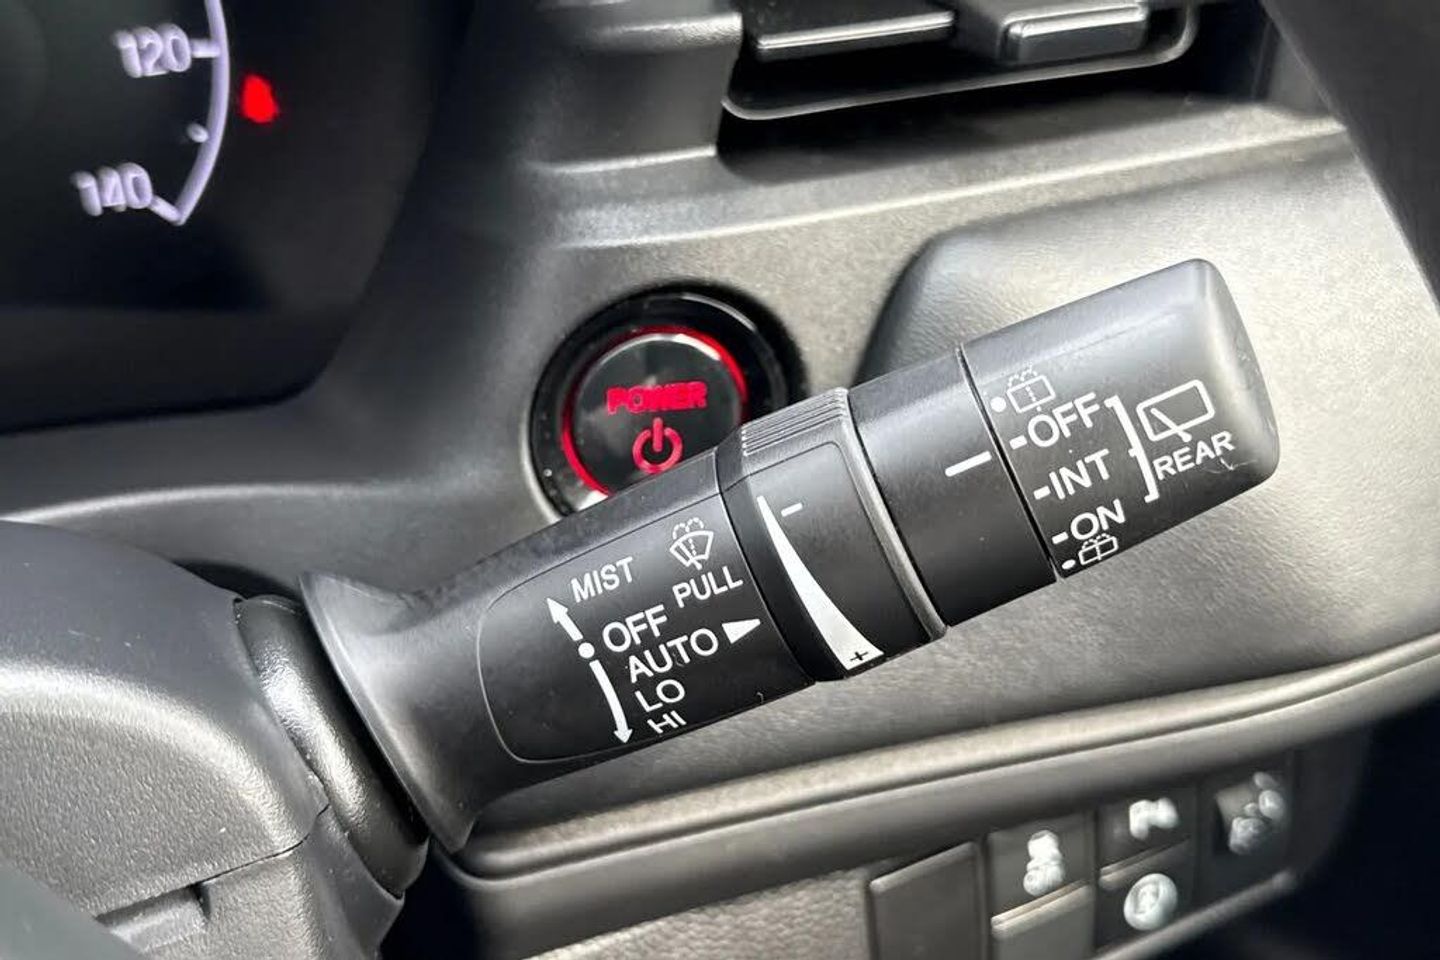 120
140
POWER
OFF
INT
ON
REAR
MIST
PULL
OFF
AUTO
LO
HI
- 
+